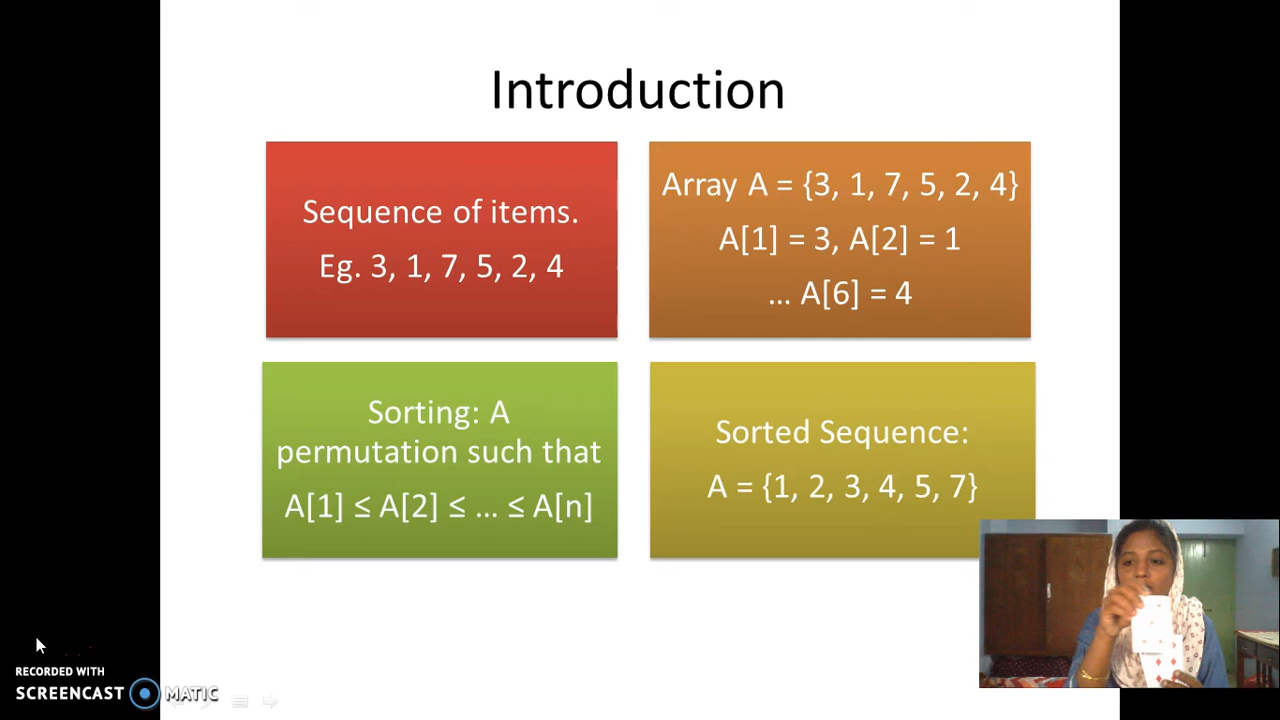 Introduction
Sequence of items.
Eg. 3, 1, 7, 5, 2, 4
Array A = {3, 1, 7, 5, 2, 4}
A[1] = 3, A[2] = 1
... A[6] = 4
Sorting: A
permutation such that
A[1] ≤ A[2] ≤ ... ≤ A[n]
Sorted Sequence:
A = {1, 2, 3, 4, 5, 7}
RECORDED WITH
SCREENCAST MATIC